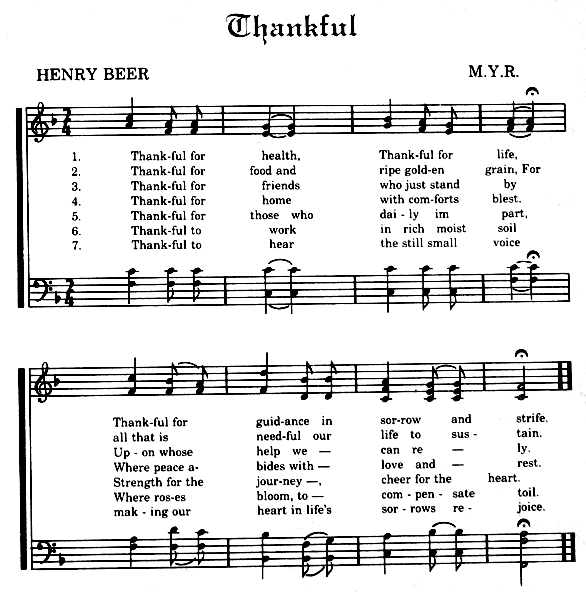 Thankful
HENRY BEER M.Y.R.
7 4
1. Thank-ful for health, Thank-ful for life,
2. Thank-ful for food and ripe gold-en grain, For
3. Thank-ful for friends who just stand by
4. Thank-ful for home with com-forts blest.
5. Thank-ful for those who dai - ly im part,
6. Thank-ful to work in rich moist soil
7. Thank-ful to hear the still small voice
7 4
Thank-ful for guid-ance in sor-row and strife.
all that is need-ful our life to sus - tain.
Up - on whose help we — can re — ly.
Where peace a- bides with — love and — rest.
Strength for the jour-ney —, cheer for the heart.
Where ros-es bloom, to — com - pen - sate toil.
mak - ing our heart in life's sor - rows re - joice.